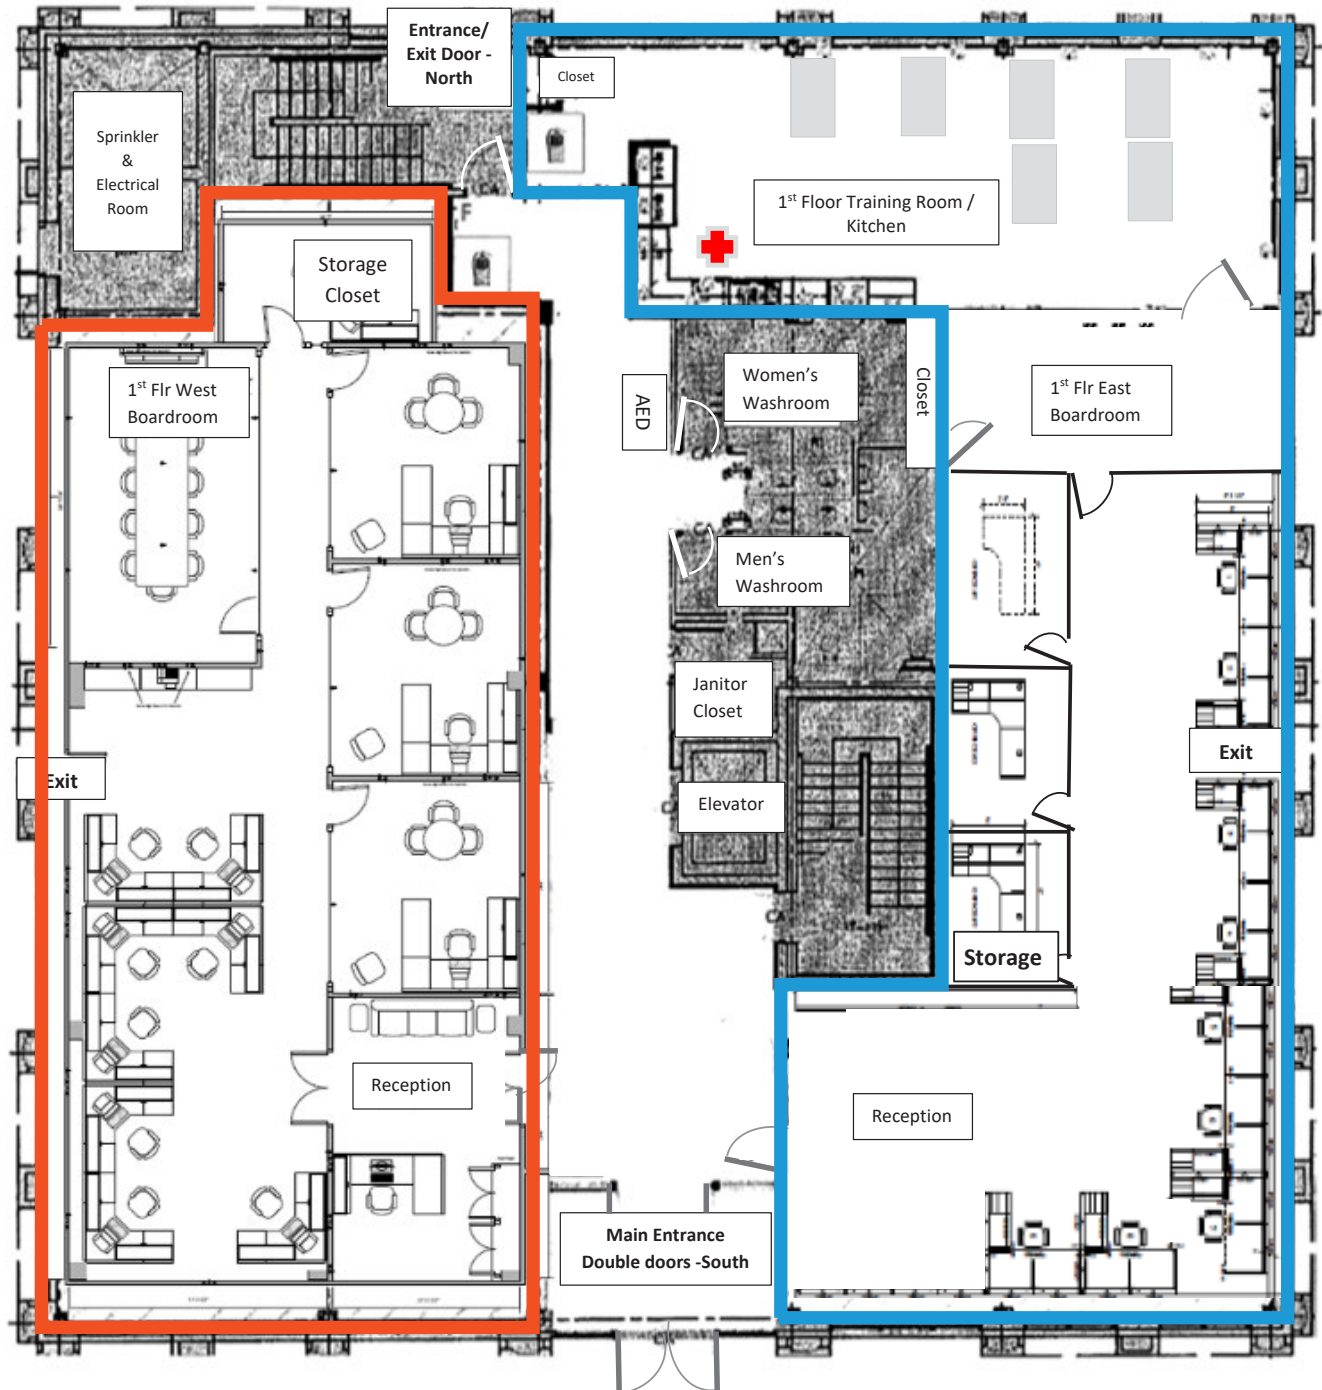 Entrance/
Exit Door -
North
Closet
Sprinkler
&
Electrical
Room
1st Floor Training Room /
Kitchen
Storage
Closet
1st Flr West
Boardroom
AED
Women's
Washroom
Closet
1st Flr East
Boardroom
Men's
Washroom
Janitor
Closet
Exit
Exit
Elevator
CA
Storage
Reception
Reception
Main Entrance
Double doors -South